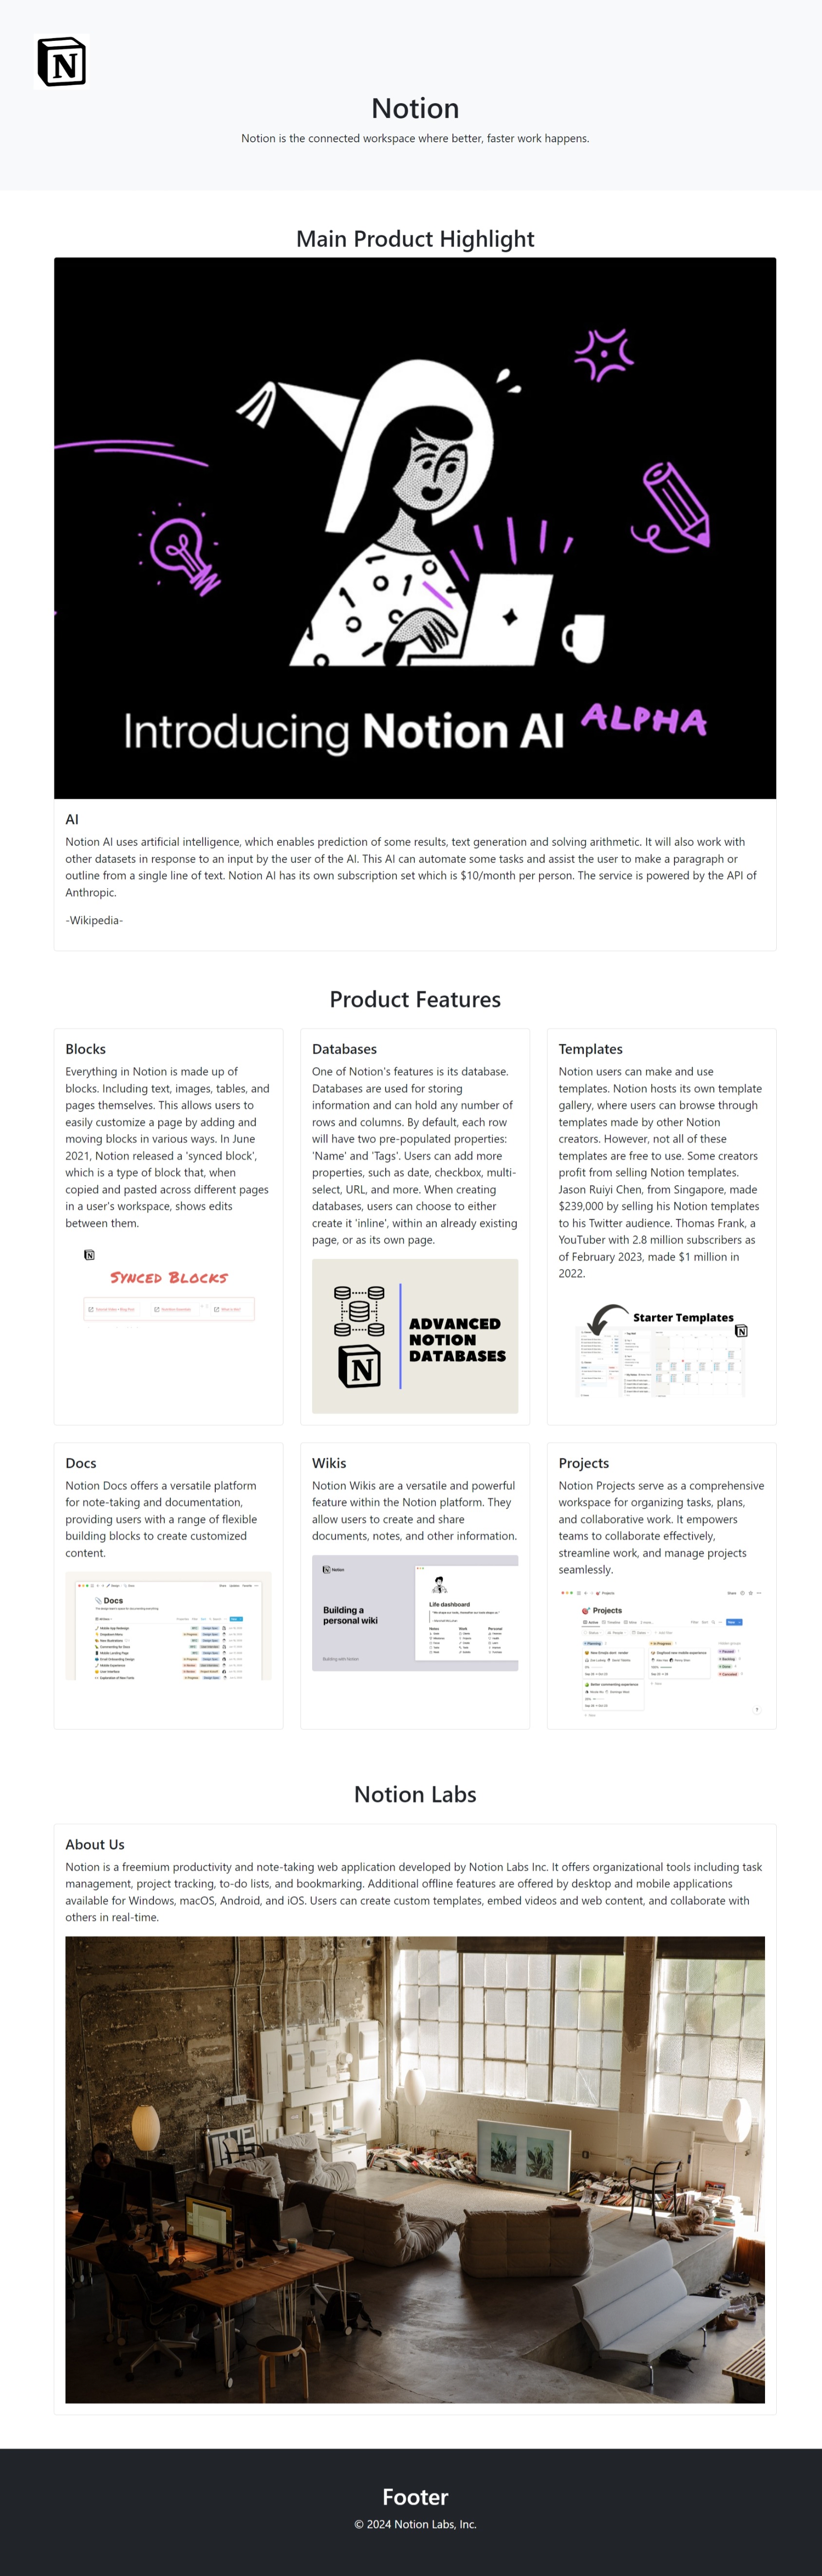 N
Notion
Notion is the connected workspace where better, faster work happens.
Main Product Highlight
Introducing Notion AI ALPHA
AI
Notion AI uses artificial intelligence, which enables prediction of some results, text generation and solving arithmetic. It will also work with
other datasets in response to an input by the user of the AI. This AI can automate some tasks and assist the user to make a paragraph or
outline from a single line of text. Notion AI has its own subscription set which is $10/month per person. The service is powered by the API of
Anthropic.
-Wikipedia-
Product Features
Blocks
Everything in Notion is made up of
blocks. Including text, images, tables, and
pages themselves. This allows users to
easily customize a page by adding and
moving blocks in various ways. In June
2021, Notion released a 'synced block',
which is a type of block that, when
copied and pasted across different pages
in a user's workspace, shows edits
between them.
N
SYNCED BLOCKS
Databases
One of Notion's features is its database.
Databases are used for storing
information and can hold any number of
rows and columns. By default, each row
will have two pre-populated properties:
'Name' and 'Tags'. Users can add more
properties, such as date, checkbox, multi-
select, URL, and more. When creating
databases, users can choose to either
create it 'inline', within an already existing
page, or as its own page.
N
ADVANCED
NOTION
DATABASES
Templates
Notion users can make and use
templates. Notion hosts its own template
gallery, where users can browse through
templates made by other Notion
creators. However, not all of these
templates are free to use. Some creators
profit from selling Notion templates.
Jason Ruiyi Chen, from Singapore, made
$239,000 by selling his Notion templates
to his Twitter audience. Thomas Frank, a
YouTuber with 2.8 million subscribers as
of February 2023, made $1 million in
2022.
Starter Templates
N
Docs
Notion Docs offers a versatile platform
for note-taking and documentation,
providing users with a range of flexible
building blocks to create customized
content.
Docs
Wikis
Notion Wikis are a versatile and powerful
feature within the Notion platform. They
allow users to create and share
documents, notes, and other information.
Notion
Building a
personal wiki
Building with Notion
Life dashboard
Projects
Notion Projects serve as a comprehensive
workspace for organizing tasks, plans,
and collaborative work. It empowers
teams to collaborate effectively,
streamline work, and manage projects
seamlessly.
Projects
Notion Labs
About Us
Notion is a freemium productivity and note-taking web application developed by Notion Labs Inc. It offers organizational tools including task
management, project tracking, to-do lists, and bookmarking. Additional offline features are offered by desktop and mobile applications
available for Windows, macOS, Android, and iOS. Users can create custom templates, embed videos and web content, and collaborate with
others in real-time.
Footer
© 2024 Notion Labs, Inc.